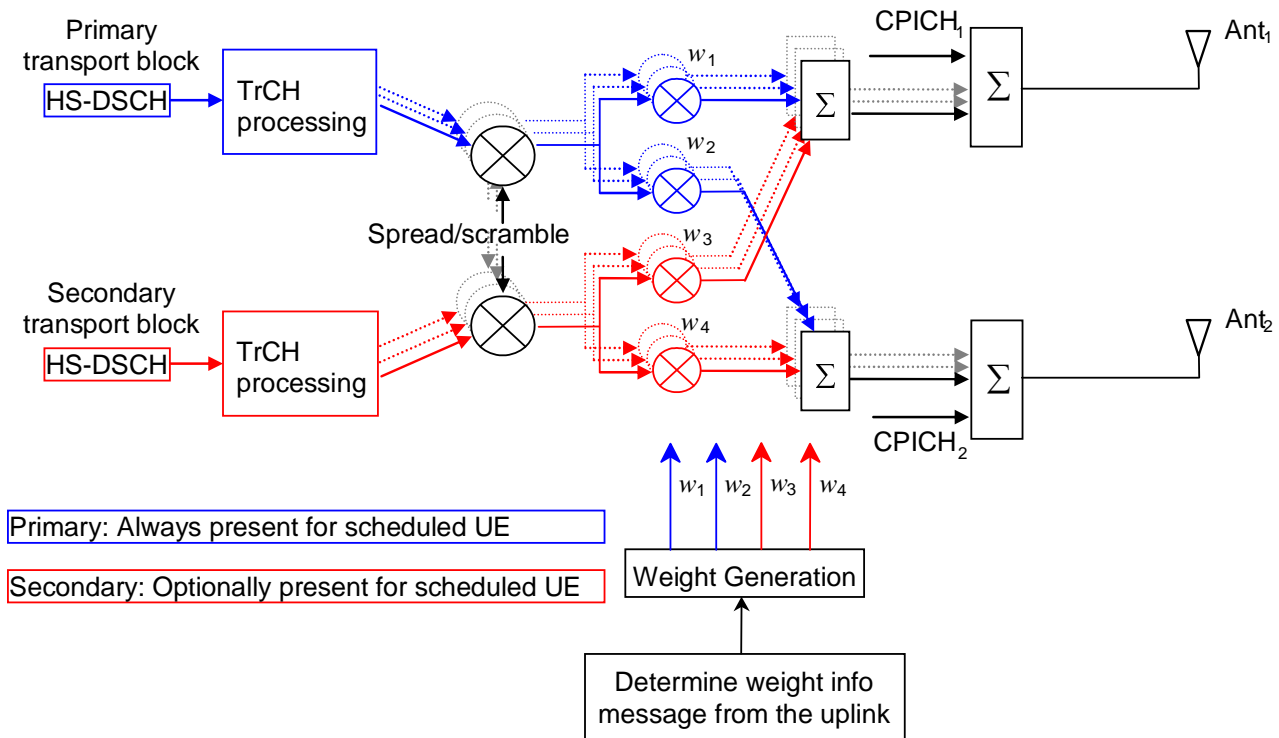 Primary
transport block
HS-DSCH
TrCH
processing
w1
w2
Σ
CPICH1
Σ
Ant1
Spread/scramble
Secondary
transport block
HS-DSCH
TrCH
processing
w3
w4
Σ
CPICH2
Σ
Ant2
w1 w2 w3 w4
Primary: Always present for scheduled UE
Secondary: Optionally present for scheduled UE
Weight Generation
Determine weight info
message from the uplink